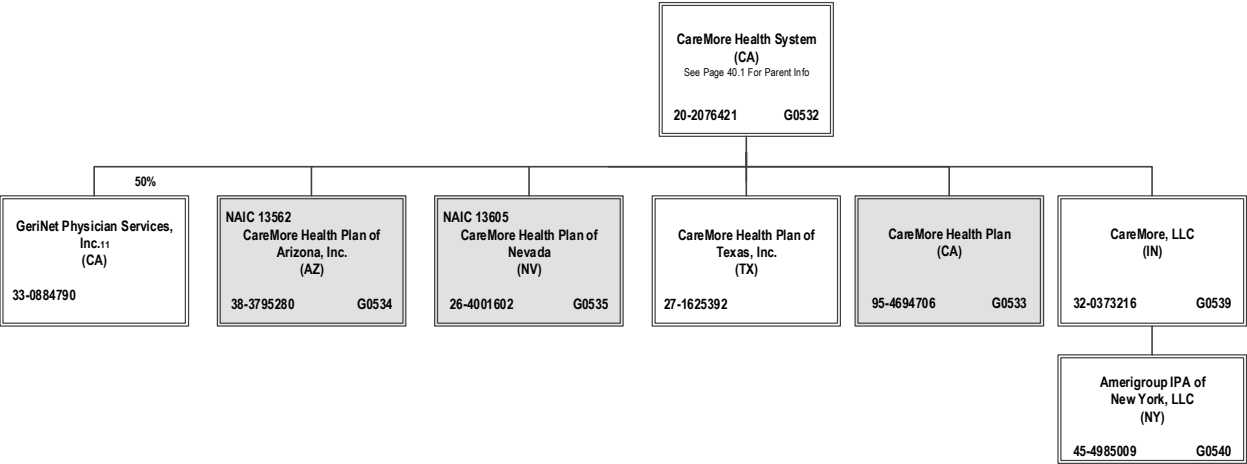 CareMore Health System
(CA)
See Page 40.1 For Parent Info
20-2076421 G0532
50%
GeriNet Physician Services,
Inc.11
(CA)
33-0884790
NAIC 13562
CareMore Health Plan of
Arizona, Inc.
(AZ)
38-3795280 G0534
NAIC 13605
CareMore Health Plan of
Nevada
(NV)
26-4001602 G0535
CareMore Health Plan of
Texas, Inc.
(TX)
27-1625392
CareMore Health Plan
(CA)
95-4694706 G0533
CareMore, LLC
(IN)
32-0373216 G0539
Amerigroup IPA of
New York, LLC
(NY)
45-4985009 G0540